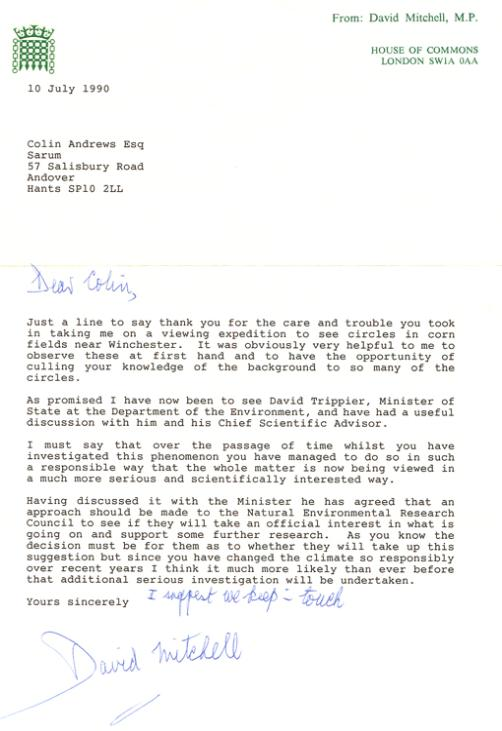 From: David Mitchell, M.P.
HOUSE OF COMMONS
LONDON SW1A 0AA
10 July 1990
Colin Andrews Esq
Sarum
57 Salisbury Road
Andover
Hants SP10 2LL
Dear Colin,
Just a line to say thank you for the care and trouble you took
in taking me on a viewing expedition to see circles in corn
fields near Winchester. It was obviously very helpful to me to
observe these at first hand and to have the opportunity of
culling your knowledge of the background to so many of the
circles.
As promised I have now been to see David Trippier, Minister of
State at the Department of the Environment, and have had a useful
discussion with him and his Chief Scientific Advisor.
I must say that over the passage of time whilst you have
investigated this phenomenon you have managed to do so in such
a responsible way that the whole matter is now being viewed in
a much more serious and scientifically interested way.
Having discussed it with the Minister he has agreed that an
approach should be made to the Natural Environmental Research
Council to see if they will take an official interest in what is
going on and support some further research. As you know the
decision must be for them as to whether they will take up this
suggestion but since you have changed the climate so responsibly
over recent years I think it much more likely than ever before
that additional serious investigation will be undertaken.
Yours sincerely I suggest we keep in touch
David Mitchell